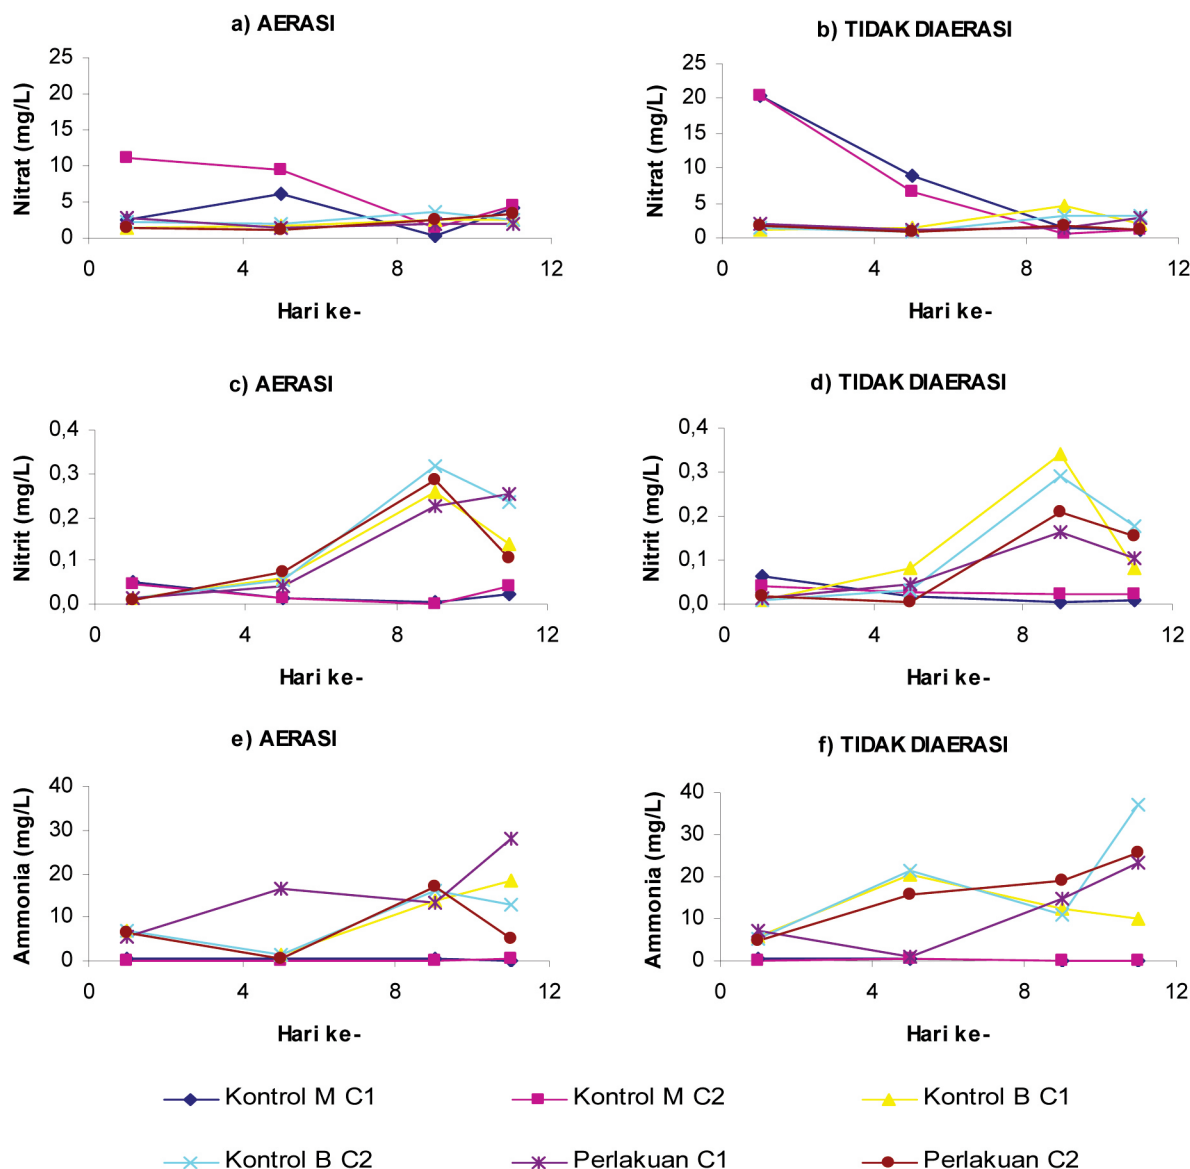 a) AERASI
Nitrat (mg/L)
25
20
15
10
5
0
0 4 8 12
Hari ke-
b) TIDAK DIAERASI
Nitrat (mg/L)
25
20
15
10
5
0
0 4 8 12
Hari ke-
c) AERASI
Nitrit (mg/L)
0,4
0,3
0,2
0,1
0,0
0 4 8 12
Hari ke-
d) TIDAK DIAERASI
Nitrit (mg/L)
0,4
0,3
0,2
0,1
0,0
0 4 8 12
Hari ke-
e) AERASI
Ammonia (mg/L)
40
30
20
10
0
0 4 8 12
Hari ke-
f) TIDAK DIAERASI
Ammonia (mg/L)
40
30
20
10
0
0 4 8 12
Hari ke-
Kontrol M C1 Kontrol M C2 Kontrol B C1
Kontrol B C2 Perlakuan C1 Perlakuan C2